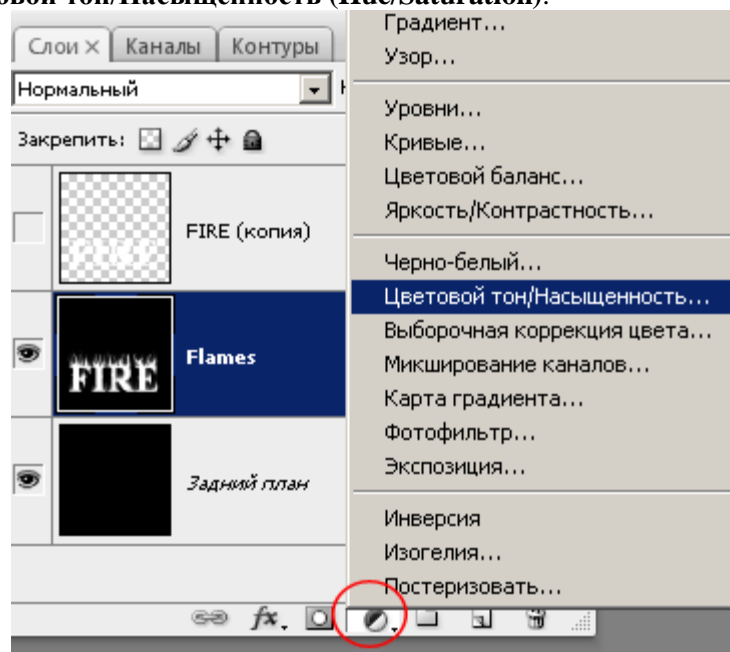 овой тон/Насыщенность (Hue/Saturation).
Слои × Каналы Контуры
Нормальный
Закрепить:
FIRE (копия)
Flames
FIRE
Задний план
fx.
Градиент...
Узор...
Уровни...
Кривые...
Цветовой баланс...
Яркость/Контрастность...
Черно-белый...
Цветовой тон/Насыщенность...
Выборочная коррекция цвета...
Микширование каналов...
Карта градиента...
Фотофильтр...
Экспозиция...
Инверсия
Изогелия...
Постеризовать...